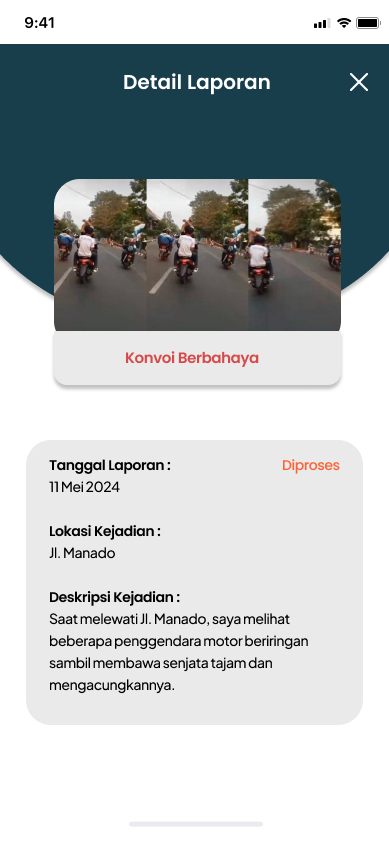 9:41
Detail Laporan
Konvoi Berbahaya
Tanggal Laporan :
Diproses
11 Mei 2024
Lokasi Kejadian :
Jl. Manado
Deskripsi Kejadian :
Saat melewati Jl. Manado, saya melihat
beberapa penggendara motor beriringan
sambil membawa senjata tajam dan
mengacungkannya.